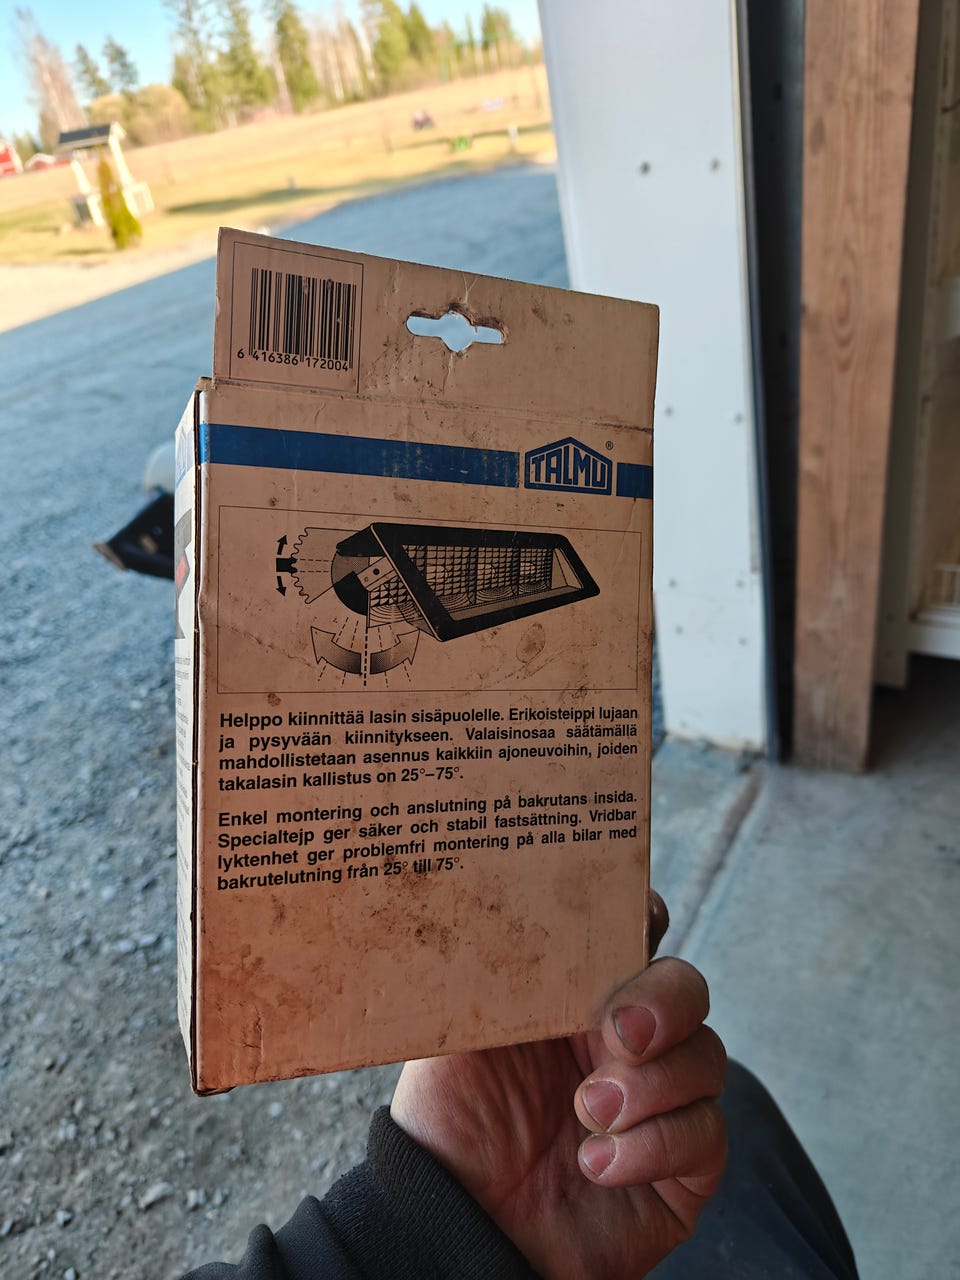 6 416386 172004
TALMU ®
Helppo kiinnittää lasin sisäpuolelle. Erikoisteippi lujaan
ja pysyvään kiinnitykseen. Valaisinosaa säätämällä
mahdollistetaan asennus kaikkiin ajoneuvoihin, joiden
takalasin kallistus on 25°–75°.
Enkel montering och anslutning på bakrutans insida.
Specialtejp ger säker och stabil fastsättning. Vridbar
lyktenhet ger problemfri montering på alla bilar med
bakrutelutning från 25° till 75°.